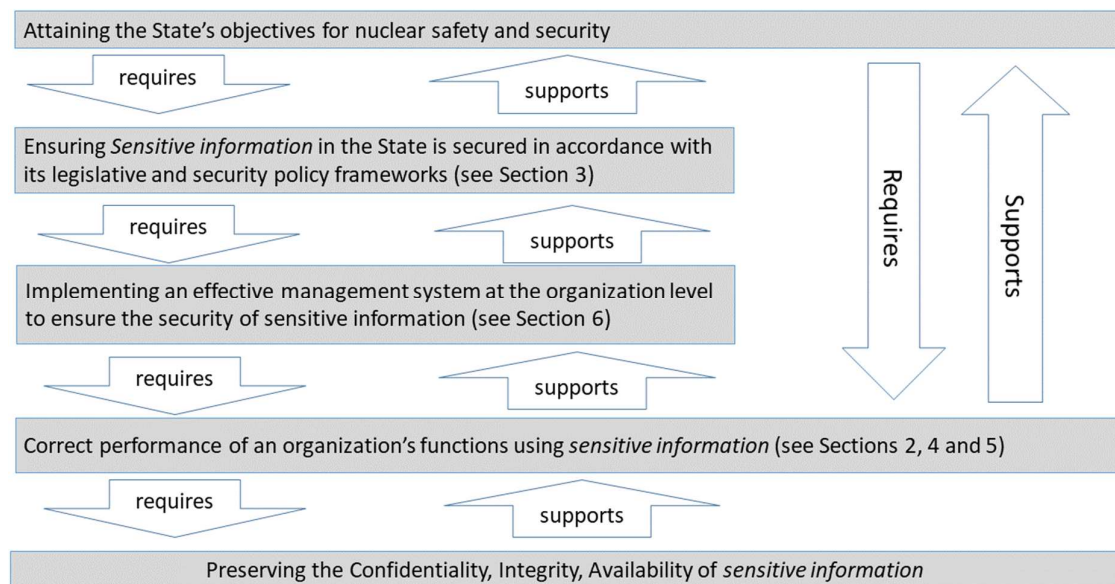 Attaining the State's objectives for nuclear safety and security
requires
supports
Ensuring Sensitive information in the State is secured in accordance with
its legislative and security policy frameworks (see Section 3)
requires
supports
Implementing an effective management system at the organization level
to ensure the security of sensitive information (see Section 6)
requires
supports
Correct performance of an organization's functions using sensitive information (see Sections 2, 4 and 5)
requires
supports
Preserving the Confidentiality, Integrity, Availability of sensitive information
Requires
Supports